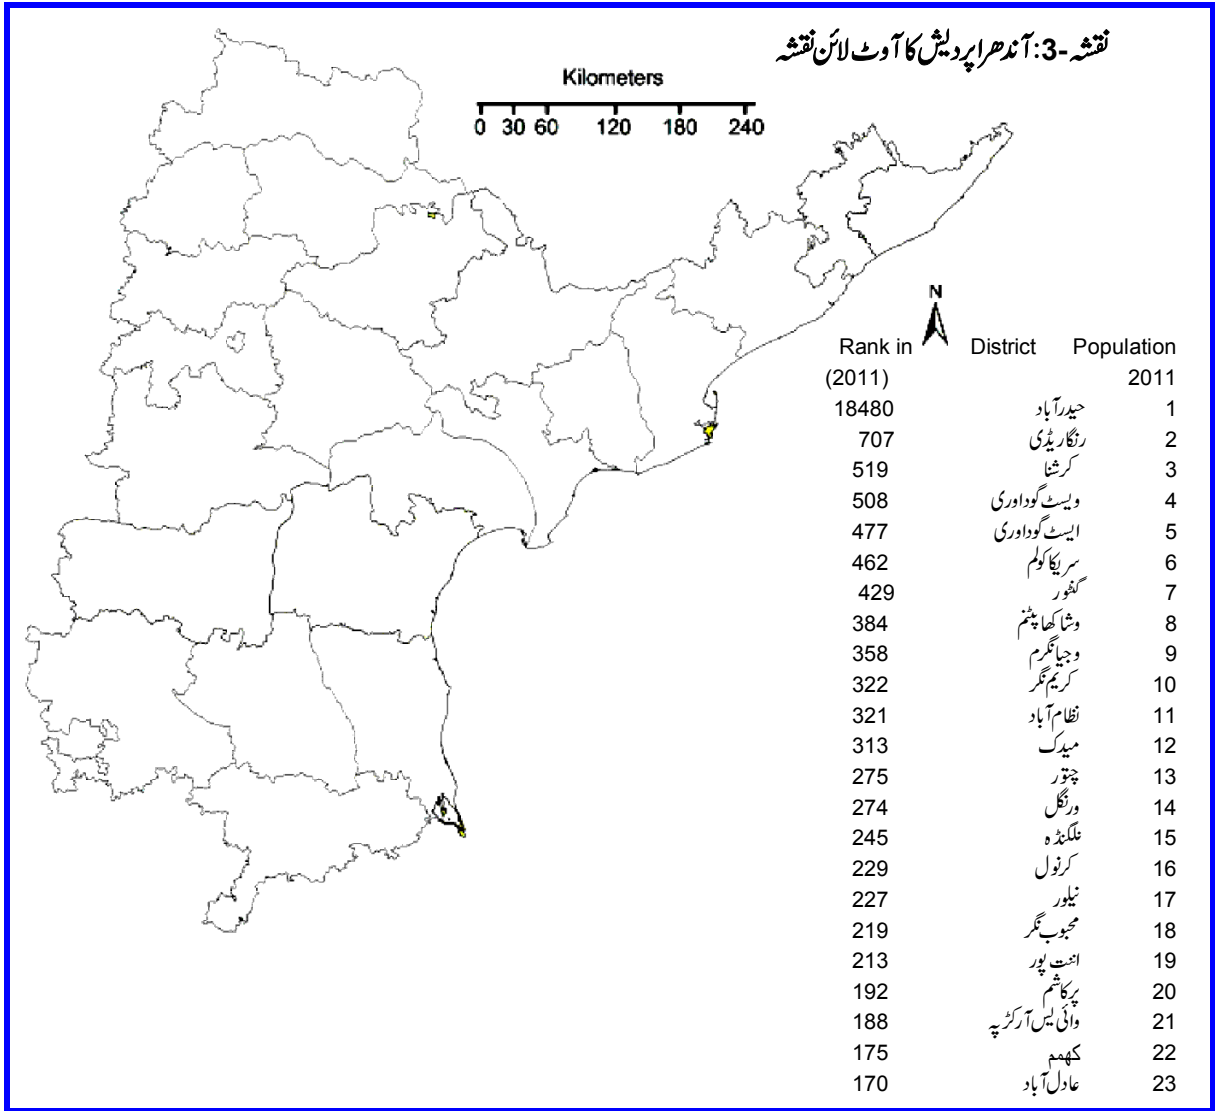 نقشہ-3: آندھرا پردیش کا آوٹ لائن نقشہ
Kilometers
0 30 60 120 180 240
N
Rank in District Population
(2011) 2011
18480 حیدرآباد 1
707 رنگاریڈی 2
519 کرشنا 3
508 ویسٹ گوداوری 4
477 ایسٹ گوداوری 5
462 سریکاکولم 6
429 گنٹور 7
384 وشاکھاپٹنم 8
358 وجیانگرم 9
322 کریم نگر 10
321 نظام آباد 11
313 میدک 12
275 چتور 13
274 ورنگل 14
245 نلگنڈہ 15
229 کرنول 16
227 نیلور 17
219 محبوب نگر 18
213 اننت پور 19
192 پرکاشم 20
188 وائی یس آر کڑپہ 21
175 کھمم 22
170 عادل آباد 23